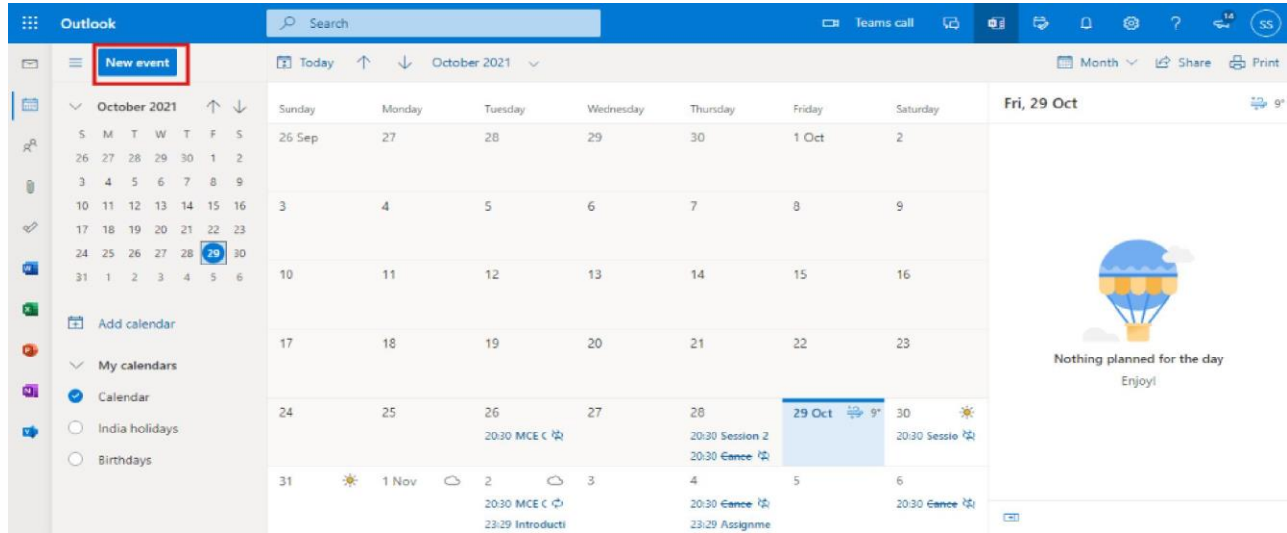 Outlook
Search
Teams call
14
SS
New event
Today
October 2021
Month
Share
Print
October 2021
S M T W T F S
26 27 28 29 30 1 2
3 4 5 6 7 8 9
10 11 12 13 14 15 16
17 18 19 20 21 22 23
24 25 26 27 28 29 30
31 1 2 3 4 5 6
Add calendar
My calendars
Calendar
India holidays
Birthdays
Sunday Monday Tuesday Wednesday Thursday Friday Saturday
26 Sep 27 28 29 30 1 Oct 2
3 4 5 6 7 8 9
10 11 12 13 14 15 16
17 18 19 20 21 22 23
24 25 26 27 28 29 Oct 9° 30
20:30 MCE C 20:30 Session 2 20:30 Sessio
20:30 Cance
31 1 Nov 2 3 4 5 6
20:30 MCE C 20:30 Cance 20:30 Cance
23:29 Introducti 23:29 Assignme
Fri, 29 Oct
9°
Nothing planned for the day
Enjoy!